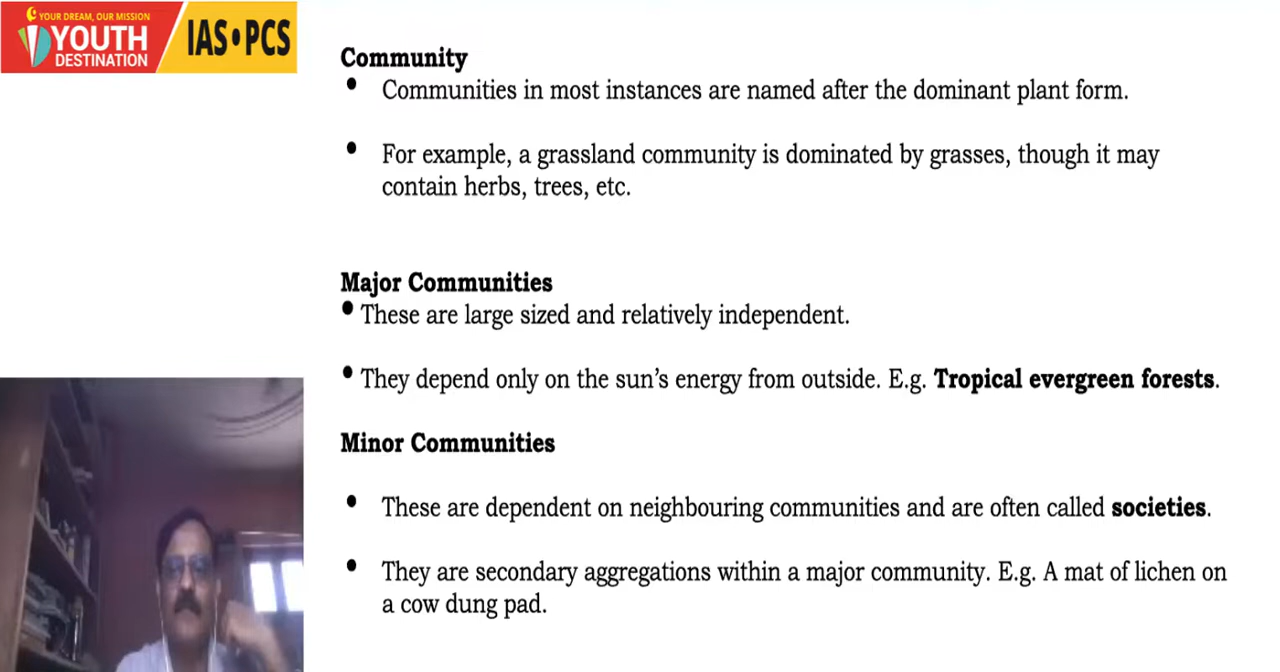 YOUR DREAM, OUR MISSION
YOUTH
DESTINATION
IAS•PCS
Community
• Communities in most instances are named after the dominant plant form.
• For example, a grassland community is dominated by grasses, though it may
contain herbs, trees, etc.
Major Communities
• These are large sized and relatively independent.
• They depend only on the sun’s energy from outside. E.g. Tropical evergreen forests.
Minor Communities
• These are dependent on neighbouring communities and are often called societies.
• They are secondary aggregations within a major community. E.g. A mat of lichen on
a cow dung pad.